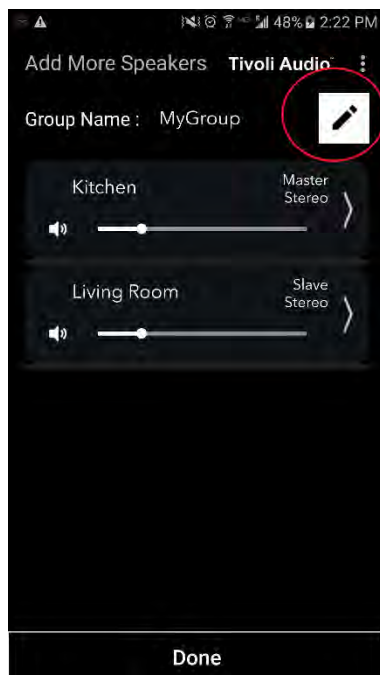 48% 2:22 PM
Add More Speakers Tivoli Audio
Group Name : MyGroup
Kitchen Master
Stereo
Living Room Slave
Stereo
Done